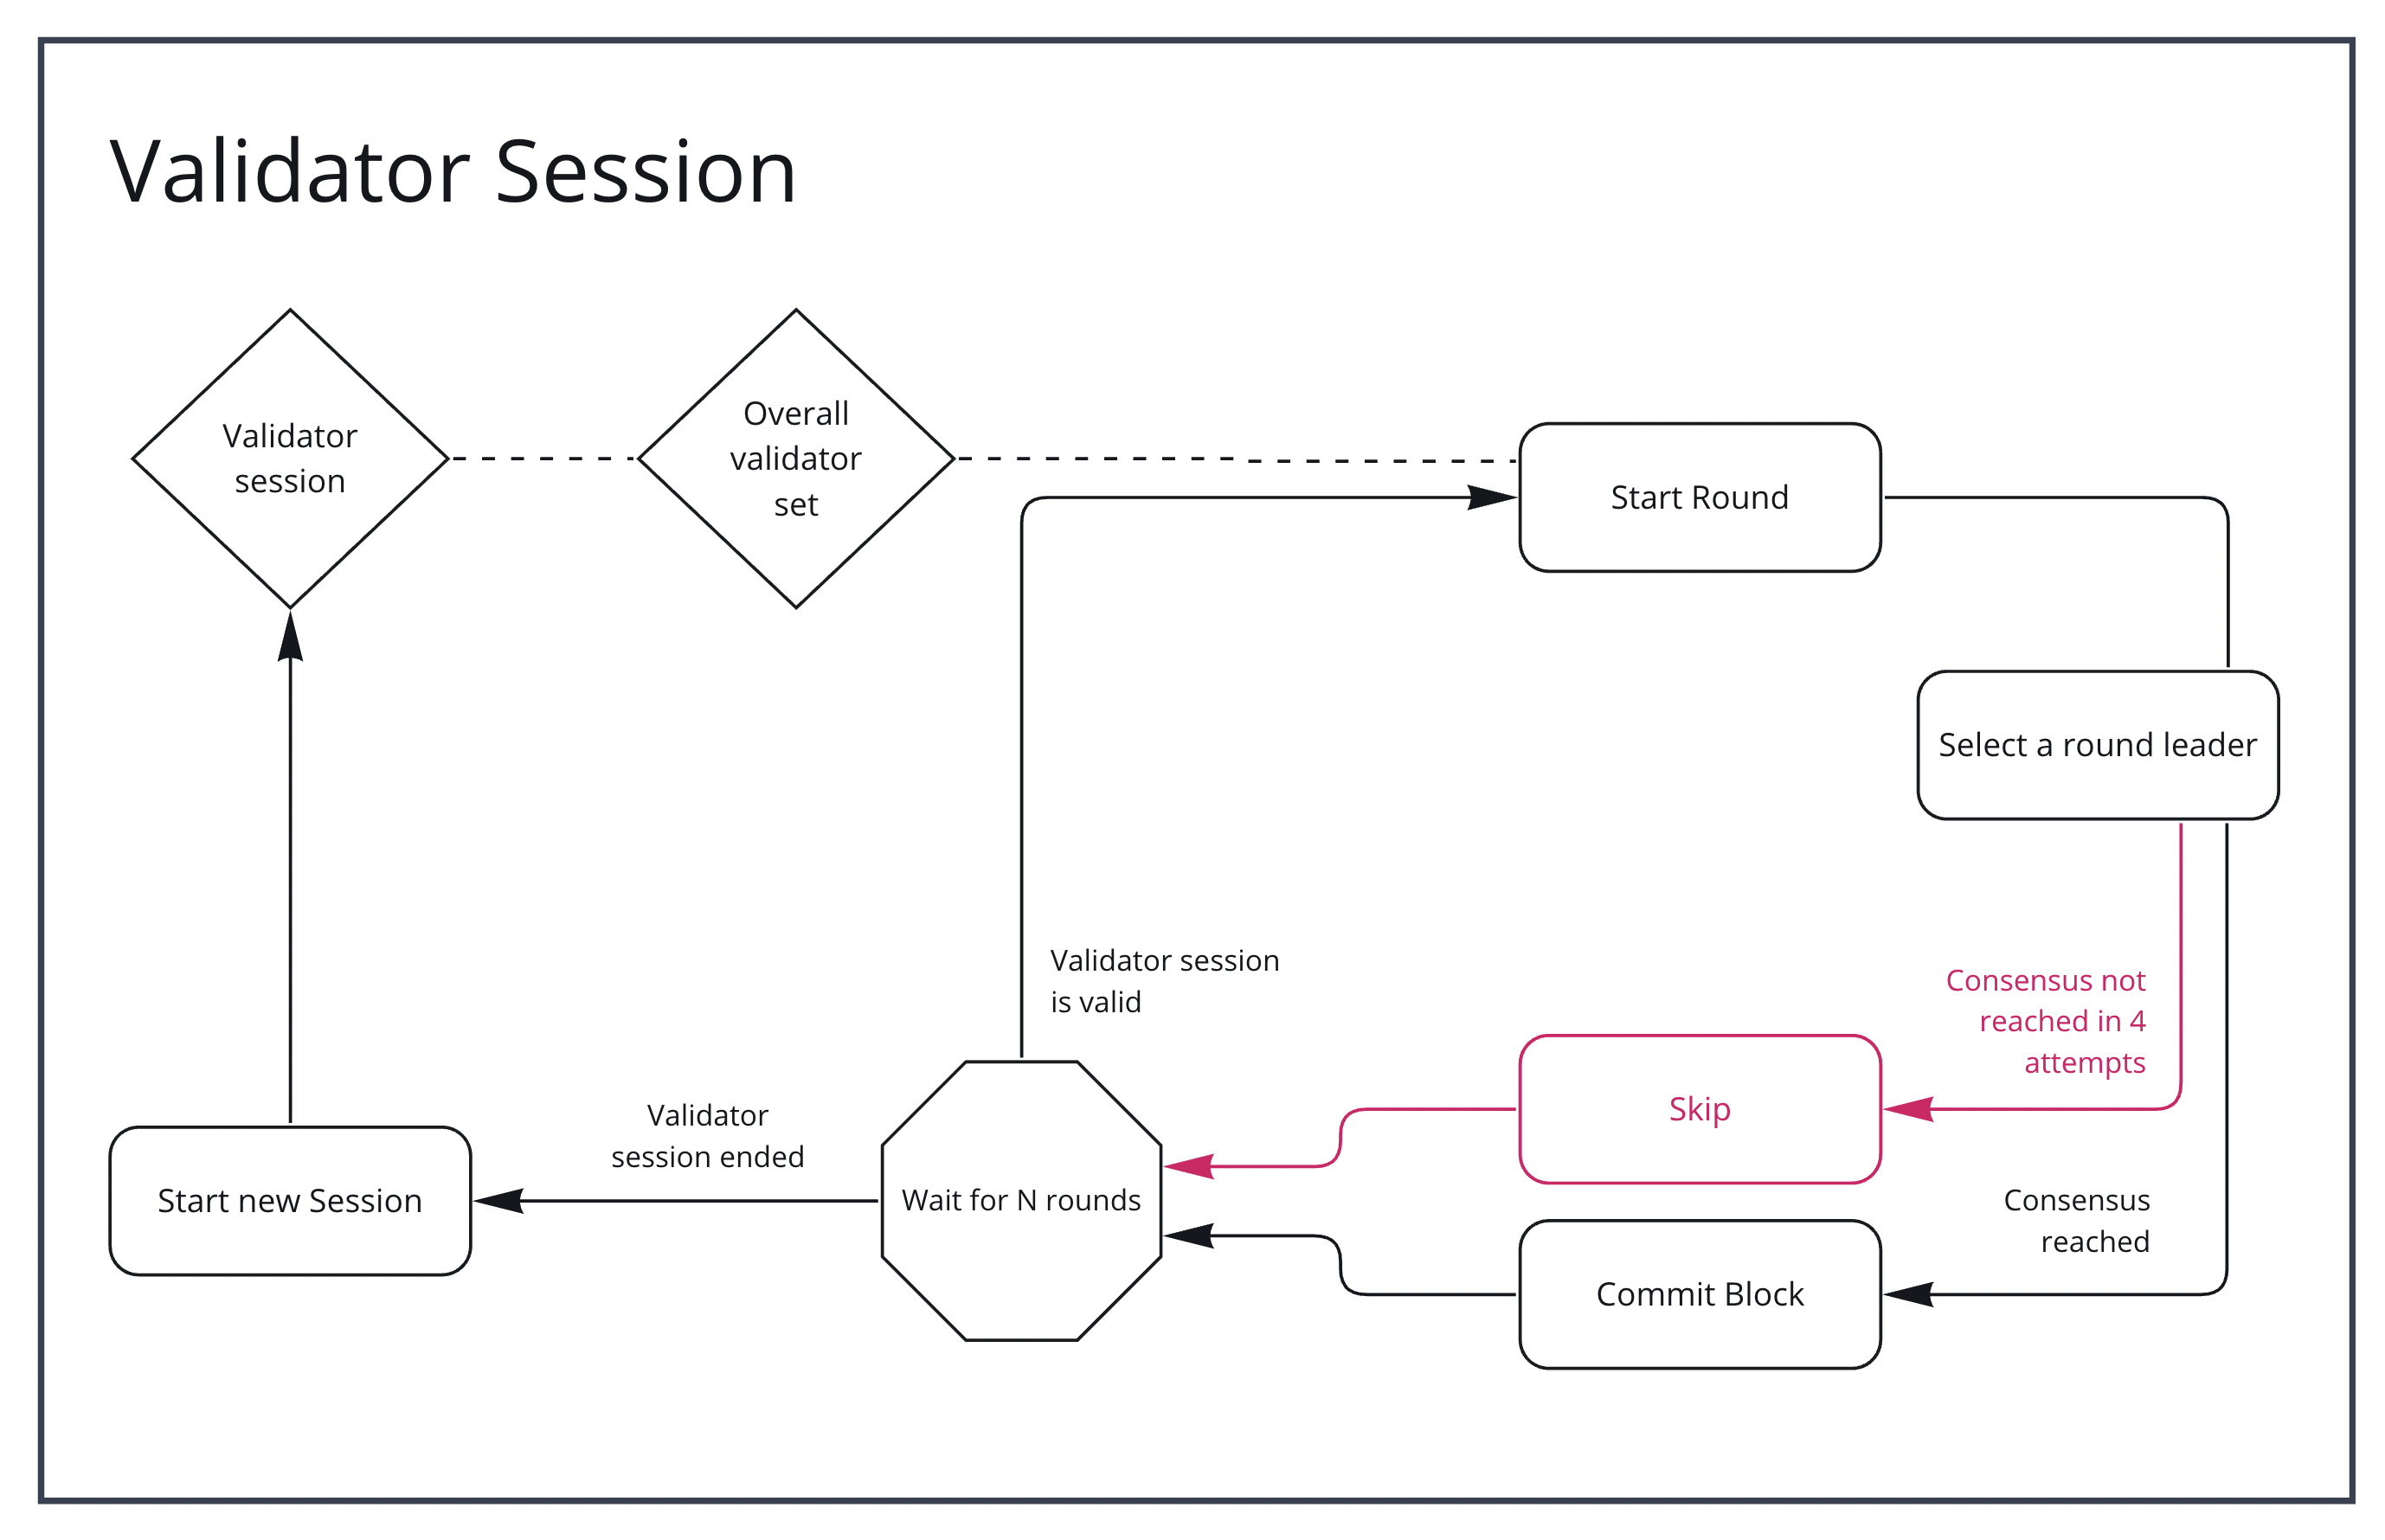 Validator Session
Validator
session
Overall
validator
set
Start Round
Select a round leader
Validator session
is valid
Consensus not
reached in 4
attempts
Skip
Validator
session ended
Start new Session
Wait for N rounds
Consensus
reached
Commit Block